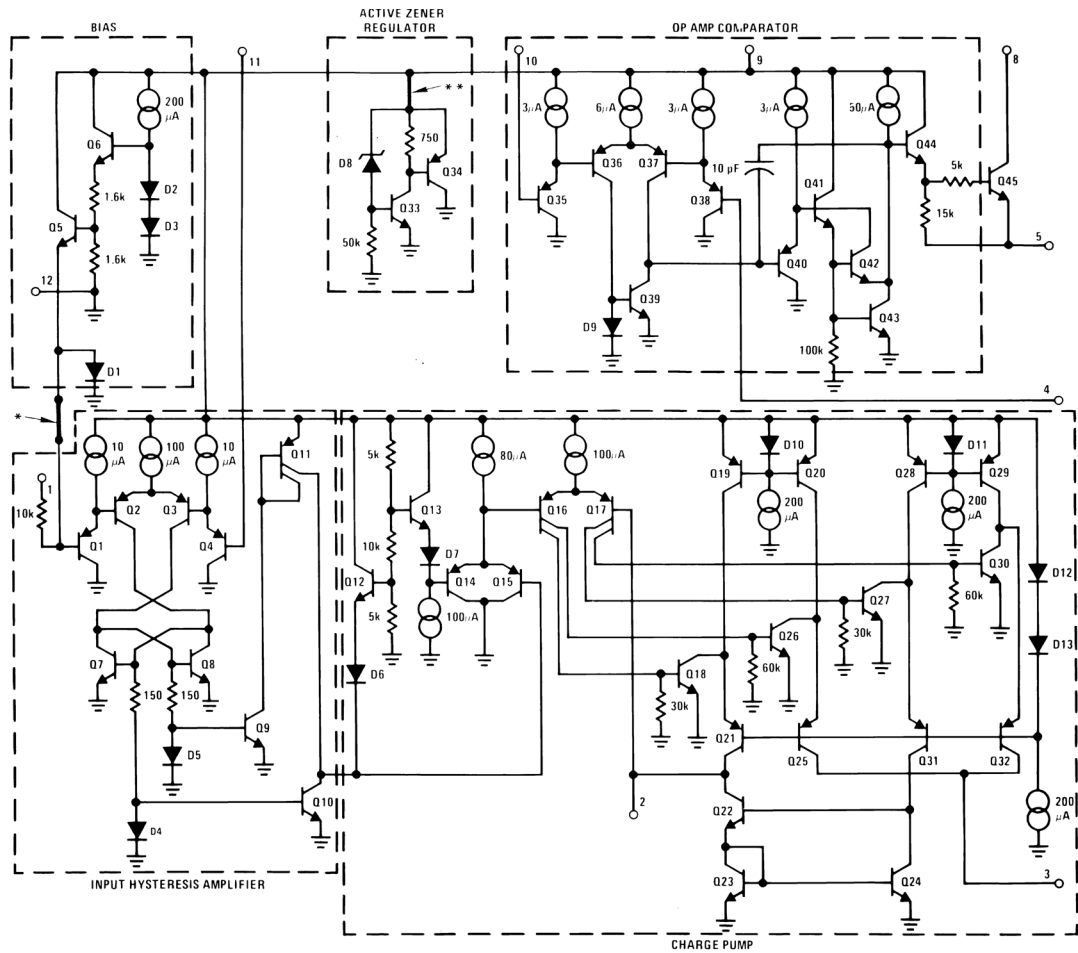 BIAS
ACTIVE ZENER
REGULATOR
OP AMP COMPARATOR
11
10
9
8
* *
200
μA
3μA
6μA
3μA
3μA
50μA
Q6
D8
750
Q34
Q36
Q37
10 μF
Q44
5k
Q45
1.6k
D2
Q41
Q35
Q38
15k
Q5
D3
Q33
5
1.6k
50k
Q40
Q42
12
Q39
D9
Q43
100k
D1
4
*
10
μA
100
μA
10
μA
Q11
5k
80μA
100μA
D10
D11
Q19
Q20
Q28
Q29
1
200
μA
200
μA
10k
Q2
Q3
Q13
Q16
Q17
Q1
Q4
10k
D7
Q30
Q12
Q14
Q15
D12
5k
100μA
Q27
60k
30k
Q26
D13
Q7
Q8
D6
Q18
60k
150
150
30k
Q9
D5
Q21
Q25
Q31
Q32
Q10
2
Q22
200
μA
D4
Q23
Q24
3
INPUT HYSTERESIS AMPLIFIER
CHARGE PUMP